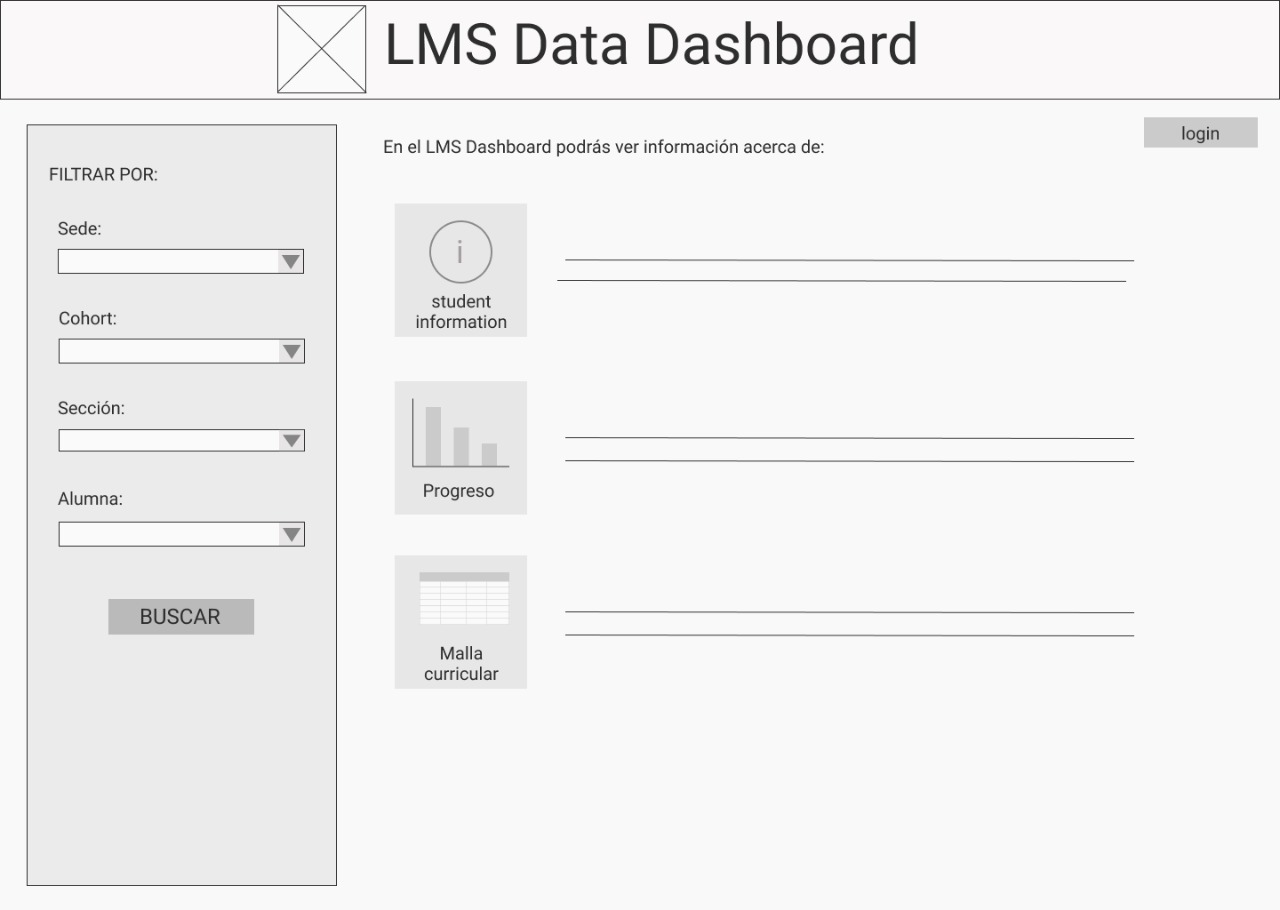 LMS Data Dashboard
login
En el LMS Dashboard podrás ver información acerca de:
FILTRAR POR:
Sede:
Cohort:
Sección:
Alumna:
BUSCAR
i
student
information
Progreso
Malla
curricular